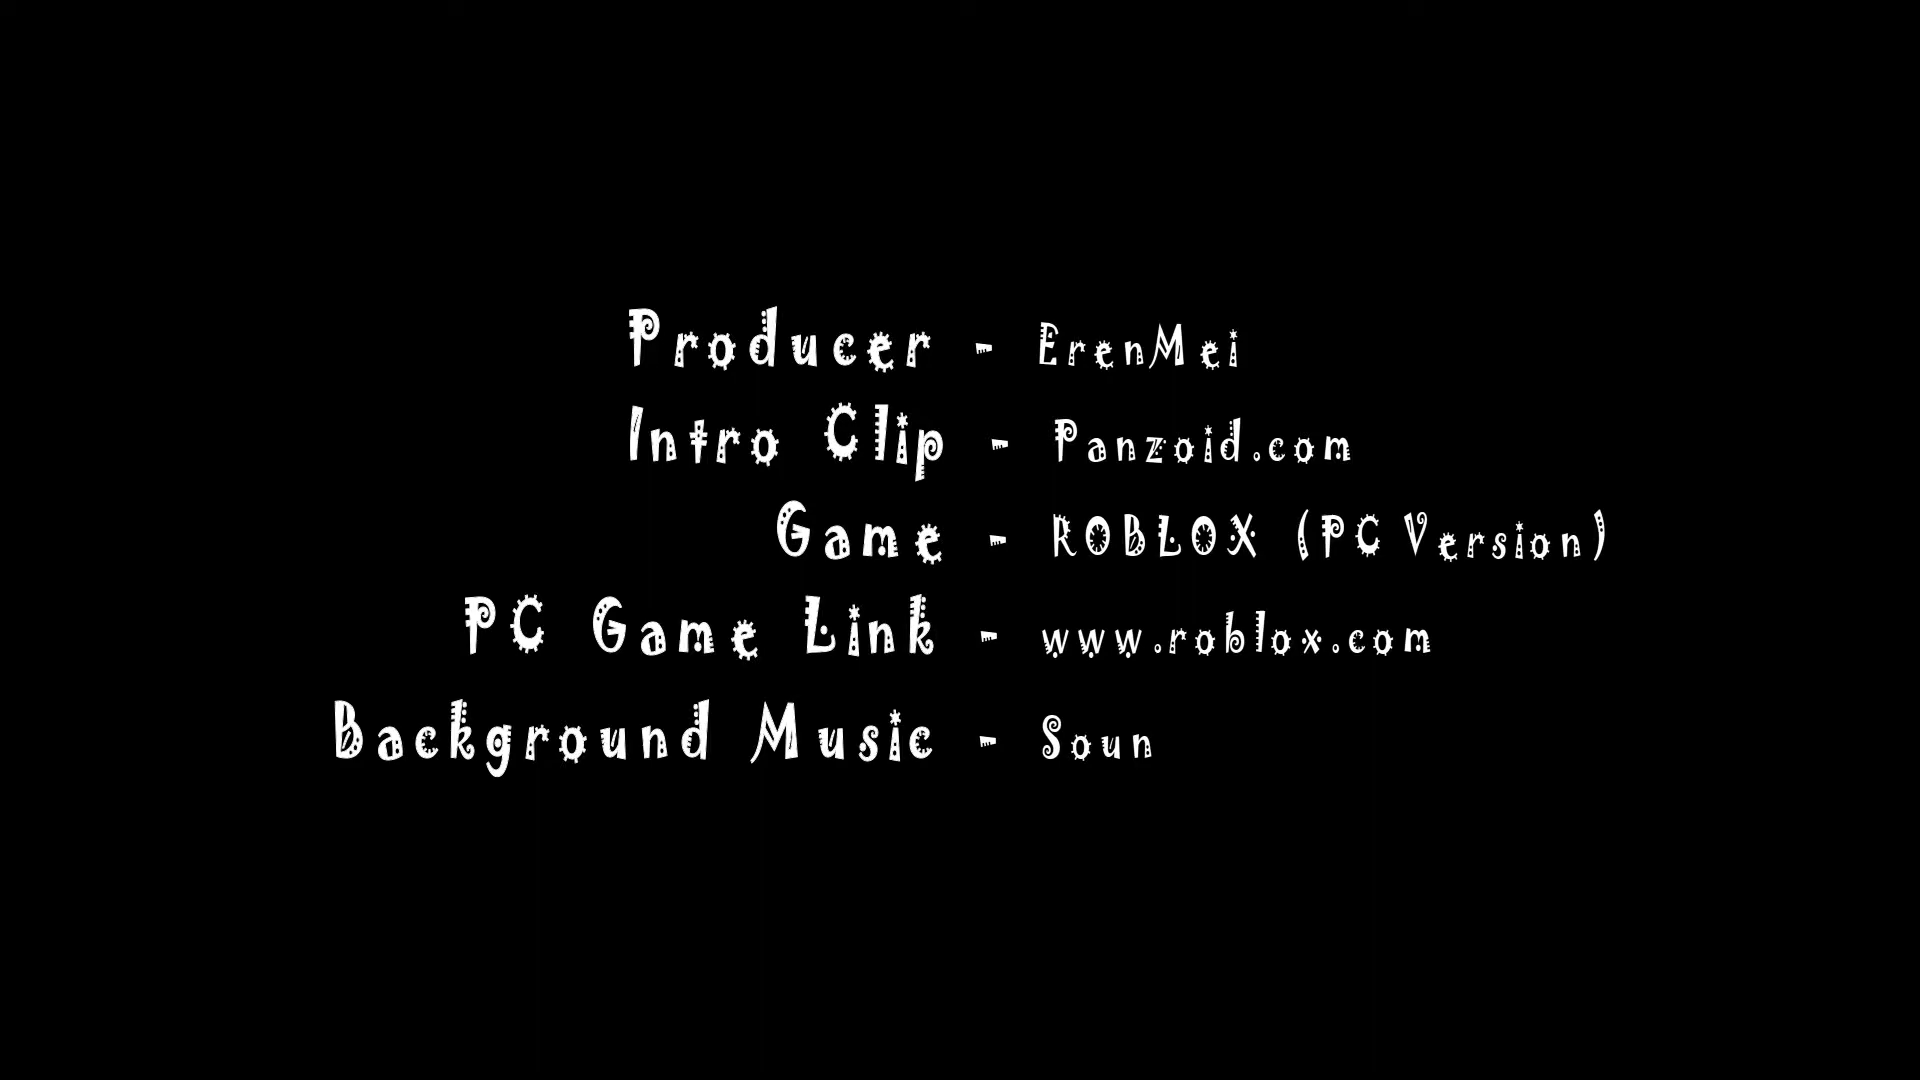 Producer - ErenMei
Intro Clip - Panzoid.com
Game - ROBLOX (PC Version)
PC Game Link - www.roblox.com
Background Music - Soun